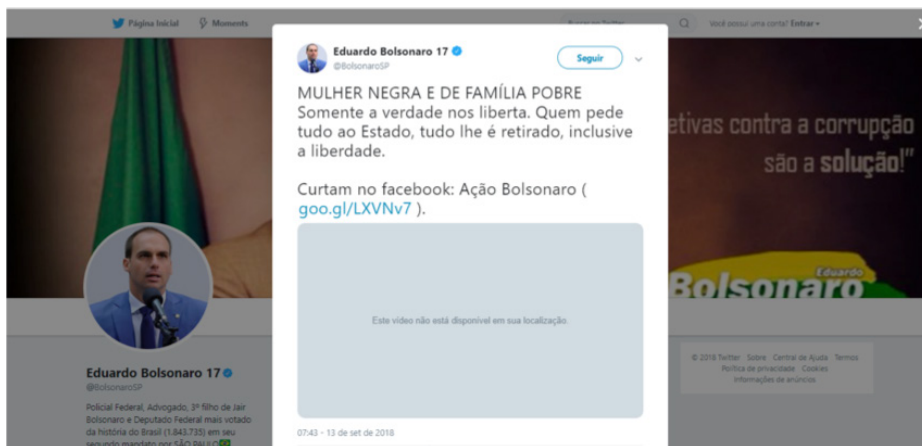 Página Inicial Moments
Você possui uma conta? Entrar
Eduardo Bolsonaro 17
@BolsonaroSP
Seguir
MULHER NEGRA E DE FAMÍLIA POBRE
Somente a verdade nos liberta. Quem pede
tudo ao Estado, tudo lhe é retirado, inclusive
a liberdade.
Curtam no facebook: Ação Bolsonaro (
goo.gl/LXVNv7 ).
Este vídeo não está disponível em sua localização.
07:43 - 13 de set de 2018
etivas contra a corrupção
são a solução!"
Eduardo
Bolsonaro
Eduardo Bolsonaro 17
@BolsonaroSP
Policial Federal, Advogado, 3º filho de Jair
Bolsonaro e Deputado Federal mais votado
da história do Brasil (1.843.735) em seu
segundo mandato por SÃO PAULO
© 2018 Twitter Sobre Central de Ajuda Termos
Política de privacidade Cookies
Informações de anúncios